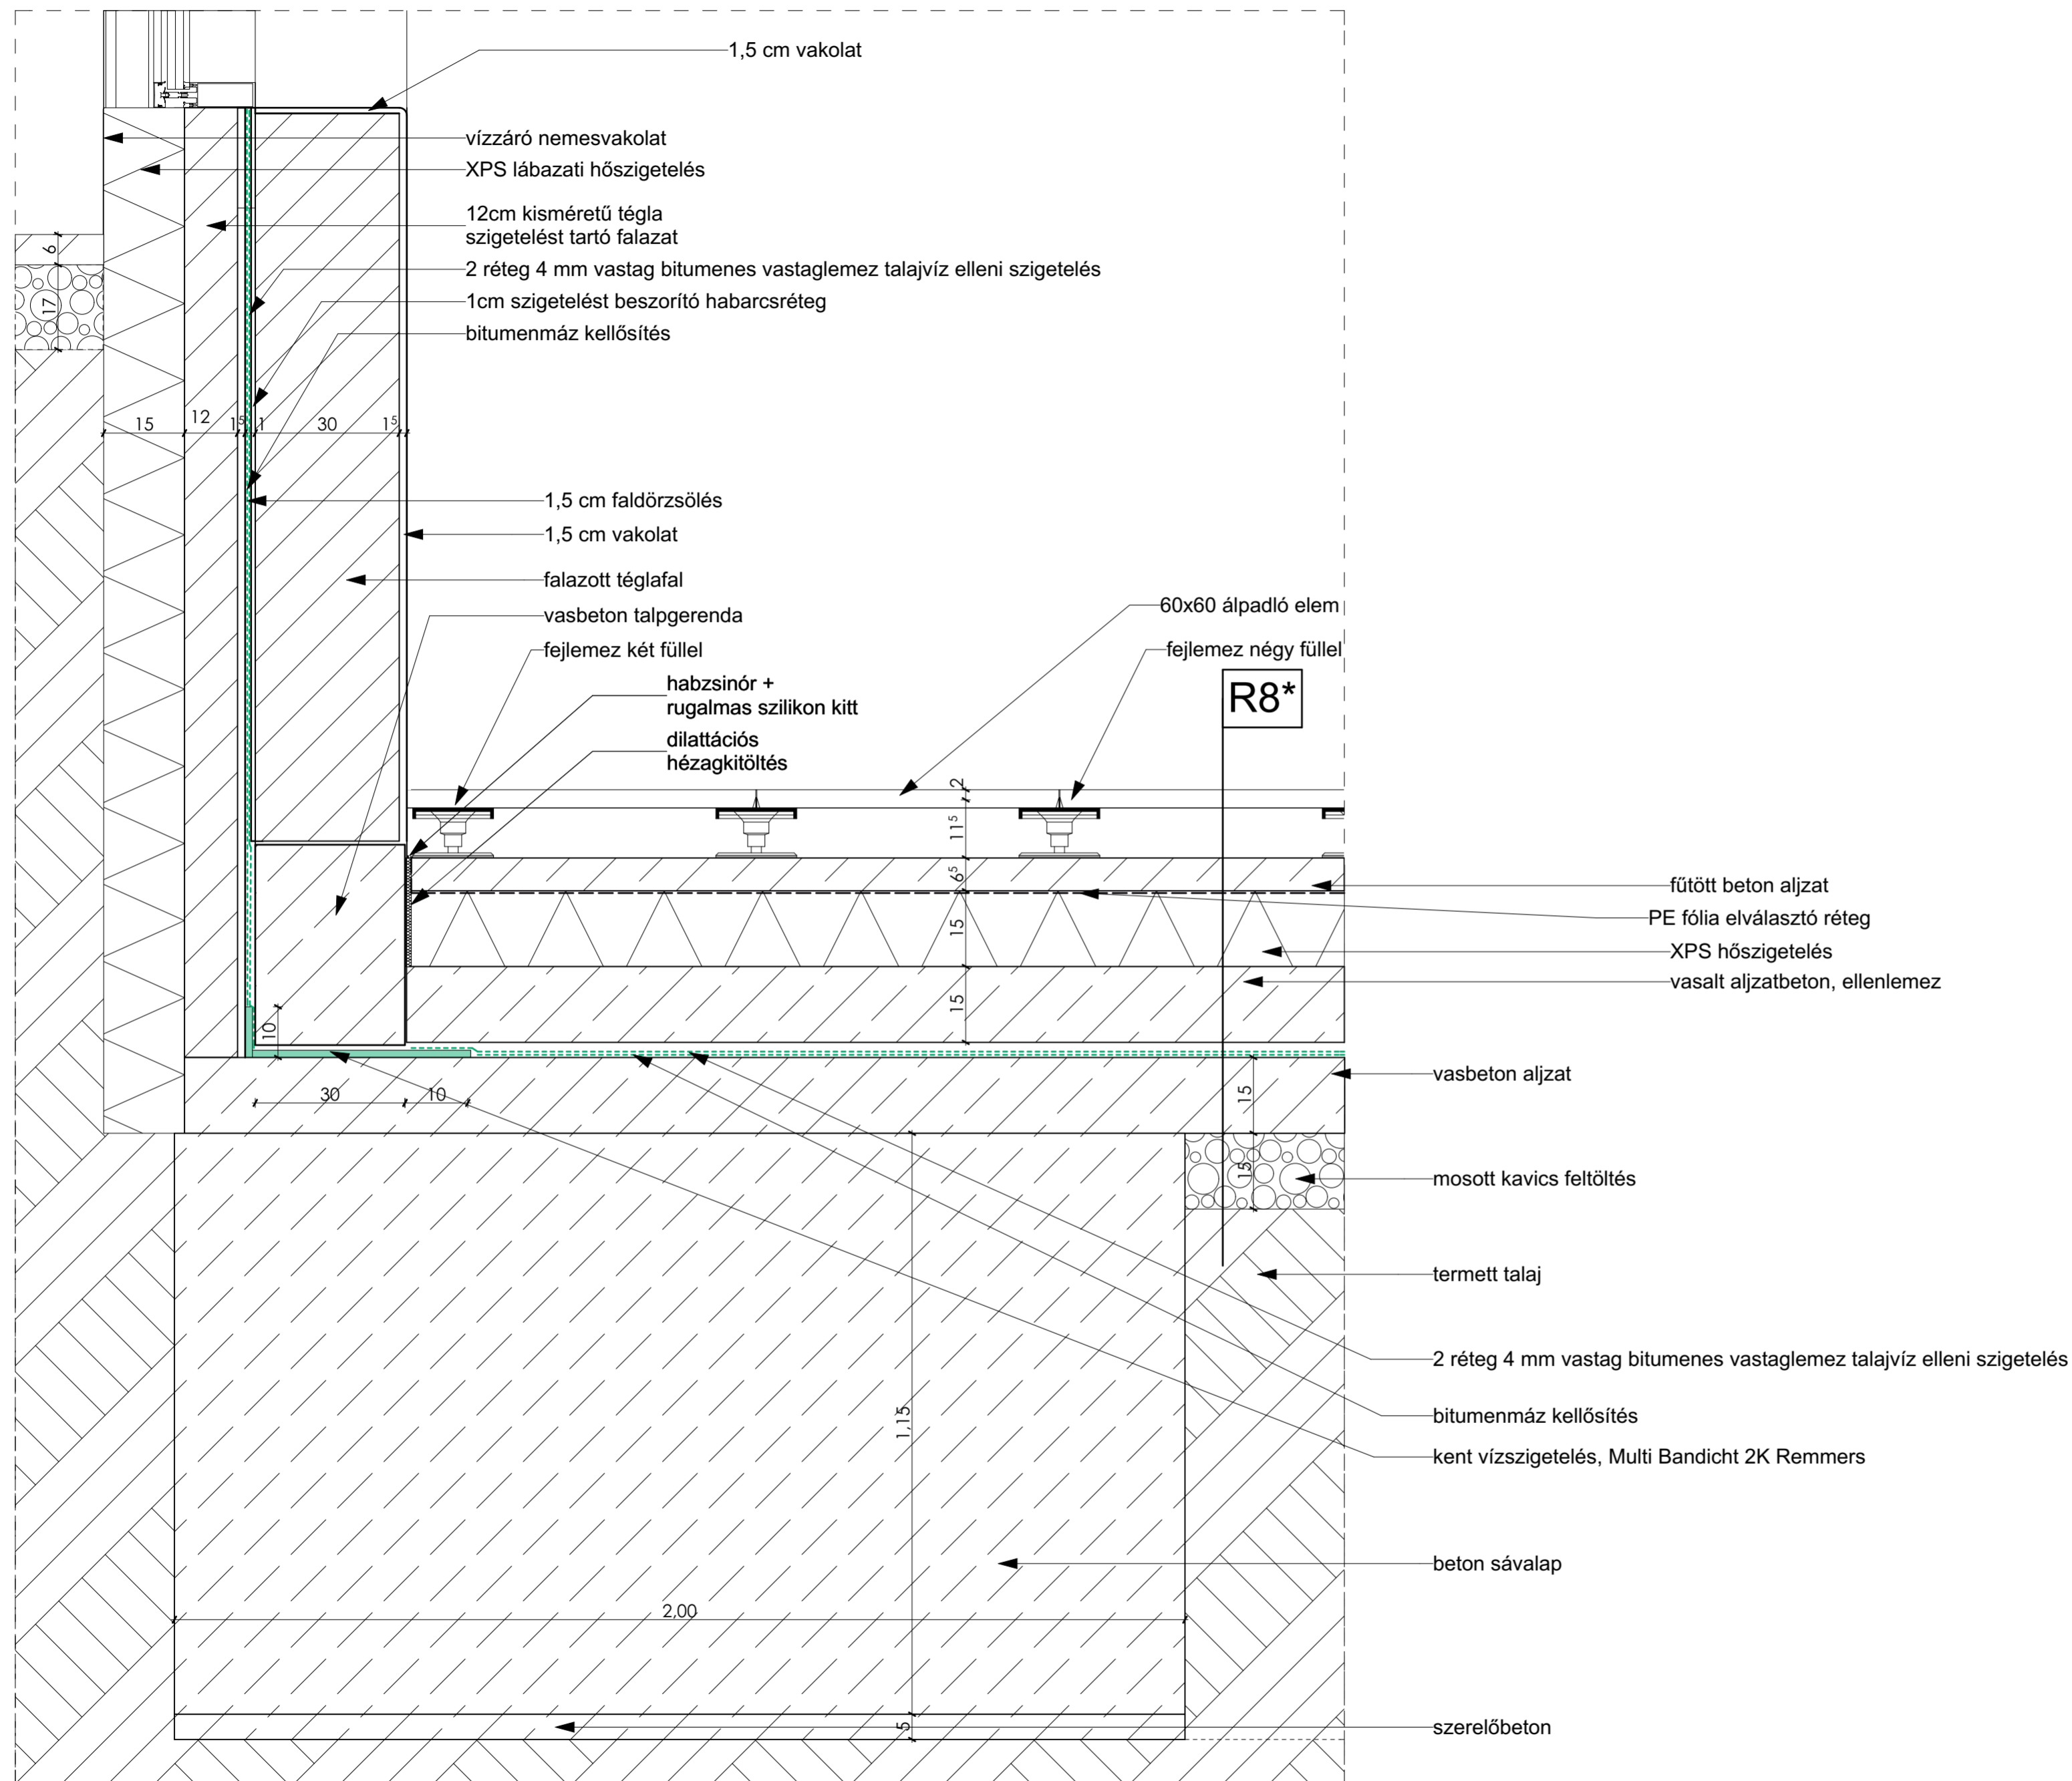 1,5 cm vakolat
vízzáró nemesvakolat
XPS lábazati hőszigetelés
12cm kisméretű tégla
szigetelést tartó falazat
2 réteg 4 mm vastag bitumenes vastaglemez talajvíz elleni szigetelés
1cm szigetelést beszorító habarcsréteg
bitumenmáz kellősítés
6
17
15
12
1⁵
1
30
1⁵
1,5 cm faldörzsölés
1,5 cm vakolat
falazott téglafal
vasbeton talpgerenda
fejlemez két füllel
habzsinór +
rugalmas szilikon kitt
dilattációs
hézagkitöltés
60x60 álpadló elem
fejlemez négy füllel
R8*
2
11⁵
6⁵
15
15
fűtött beton aljzat
PE fólia elválasztó réteg
XPS hőszigetelés
vasalt aljzatbeton, ellenlemez
10
30
10
15
15
vasbeton aljzat
mosott kavics feltöltés
termett talaj
2 réteg 4 mm vastag bitumenes vastaglemez talajvíz elleni szigetelés
bitumenmáz kellősítés
kent vízszigetelés, Multi Bandicht 2K Remmers
1,15
beton sávalap
2,00
5
szerelőbeton